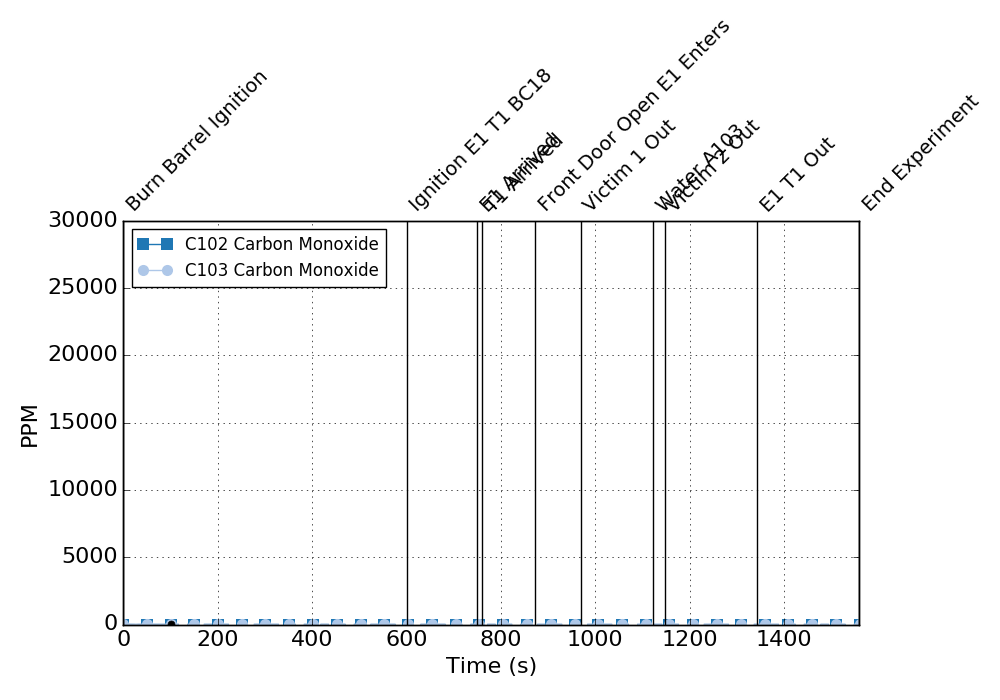 Burn Barrel Ignition
Ignition E1 T1 BC18
E1 Arrived
T1 Arrived
Front Door Open E1 Enters
Victim 1 Out
Water A103
Victim 2 Out
E1 T1 Out
End Experiment
30000
25000
20000
15000
10000
5000
0
PPM
C102 Carbon Monoxide
C103 Carbon Monoxide
0 200 400 600 800 1000 1200 1400
Time (s)